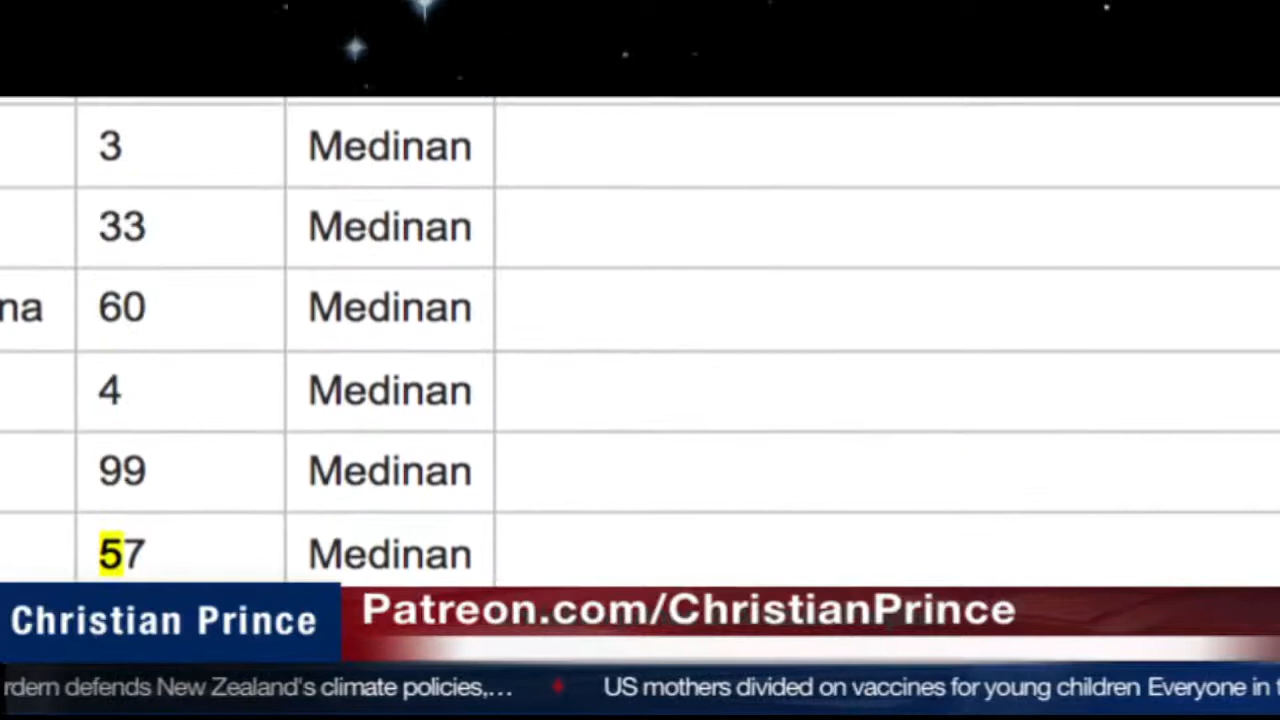 3 Medinan
33 Medinan
na 60 Medinan
4 Medinan
99 Medinan
57 Medinan
Christian Prince
Patreon.com/ChristianPrince
rdern defends New Zealand's climate policies,... US mothers divided on vaccines for young children Everyone in t